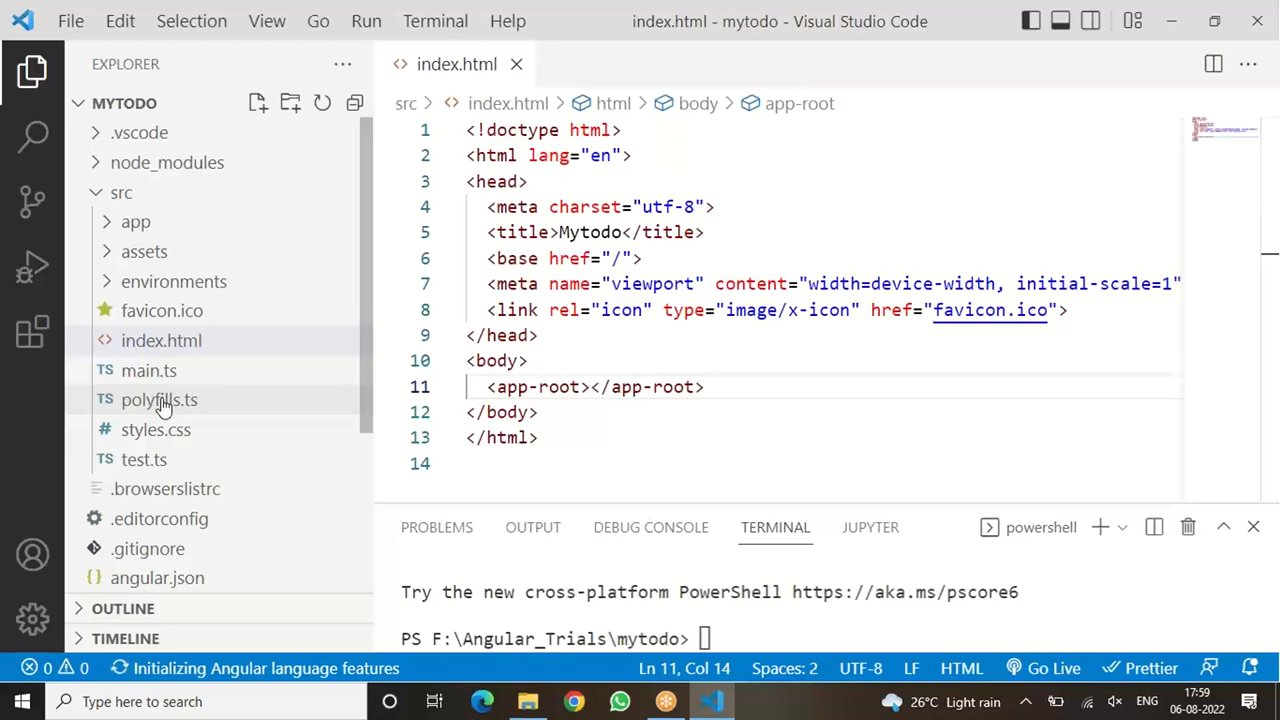 File Edit Selection View Go Run Terminal Help
index.html - mytodo - Visual Studio Code
EXPLORER
MYTODO
.vscode
node_modules
src
app
assets
environments
favicon.ico
index.html
main.ts
polyfills.ts
styles.css
test.ts
.browserslistrc
.editorconfig
.gitignore
angular.json
OUTLINE
TIMELINE
index.html
src > index.html > html > body > app-root
1 <!doctype html>
2 <html lang="en">
3 <head>
4 <meta charset="utf-8">
5 <title>Mytodo</title>
6 <base href="/">
7 <meta name="viewport" content="width=device-width, initial-scale=1"
8 <link rel="icon" type="image/x-icon" href="favicon.ico">
9 </head>
10 <body>
11 <app-root></app-root>
12 </body>
13 </html>
14
PROBLEMS OUTPUT DEBUG CONSOLE TERMINAL JUPYTER powershell
Try the new cross-platform PowerShell https://aka.ms/pscore6
PS F:\Angular_Trials\mytodo>
0 0 Initializing Angular language features Ln 11, Col 14 Spaces: 2 UTF-8 LF HTML Go Live Prettier
Type here to search
26°C Light rain
ENG
17:59
06-08-2022